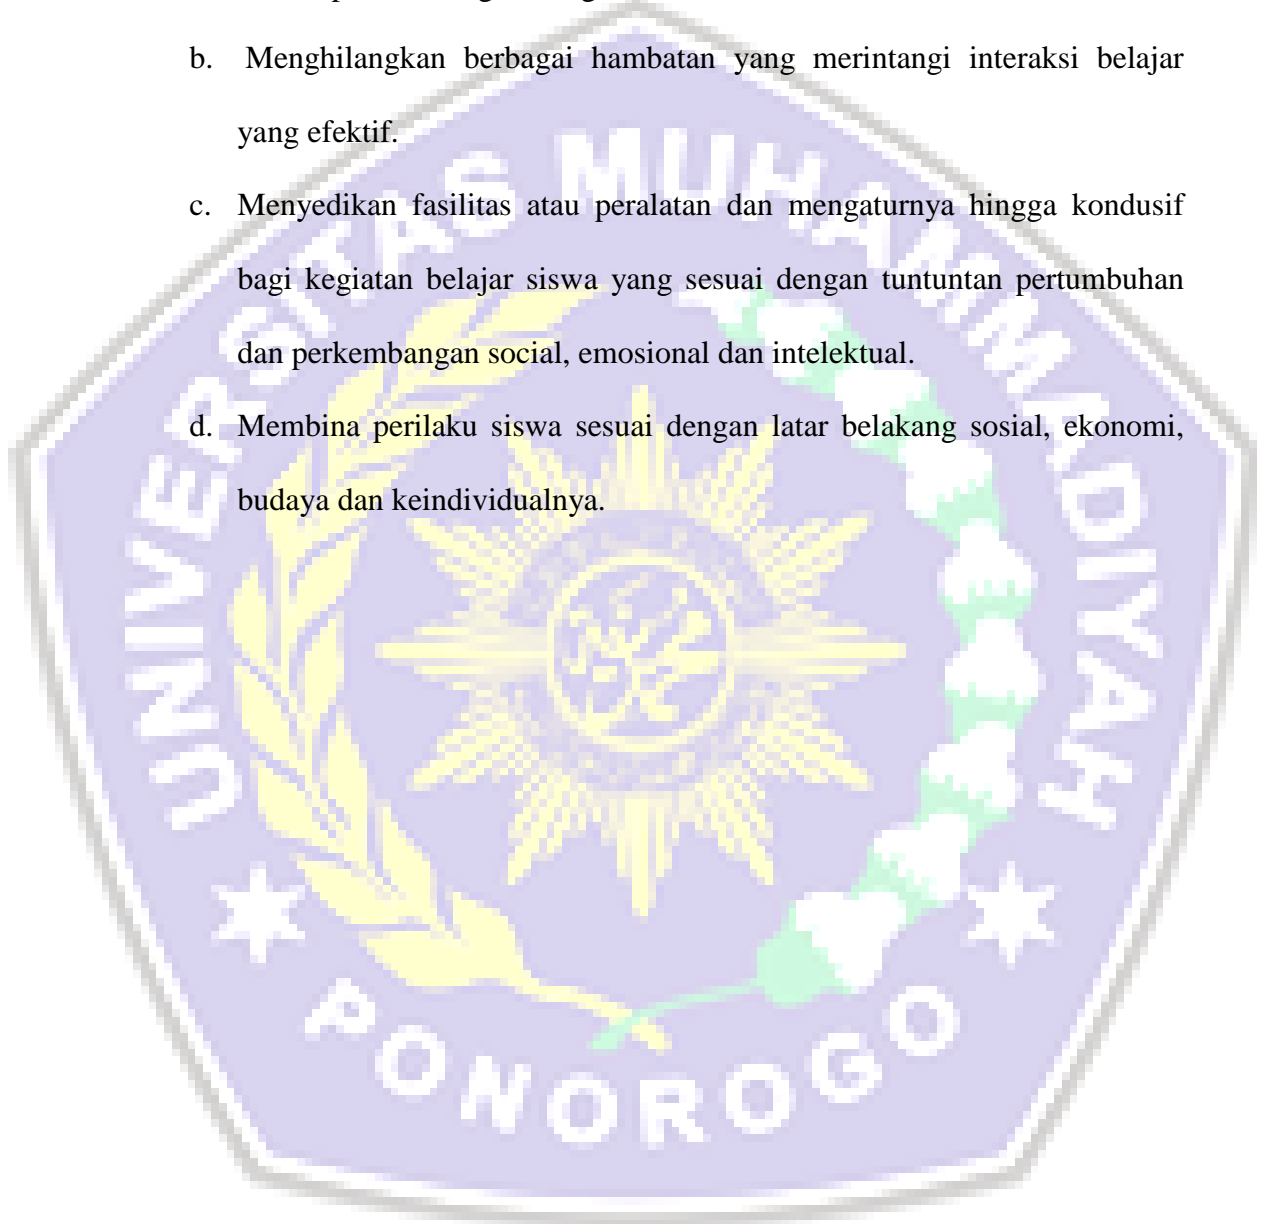 b. Menghilangkan berbagai hambatan yang merintangi interaksi belajar
yang efektif.
c. Menyedikan fasilitas atau peralatan dan mengaturnya hingga kondusif
bagi kegiatan belajar siswa yang sesuai dengan tuntuntan pertumbuhan
dan perkembangan social, emosional dan intelektual.
d. Membina perilaku siswa sesuai dengan latar belakang sosial, ekonomi,
budaya dan keindividualnya.
UNIVERSITAS MUHAMMADIYAH
PONOROGO